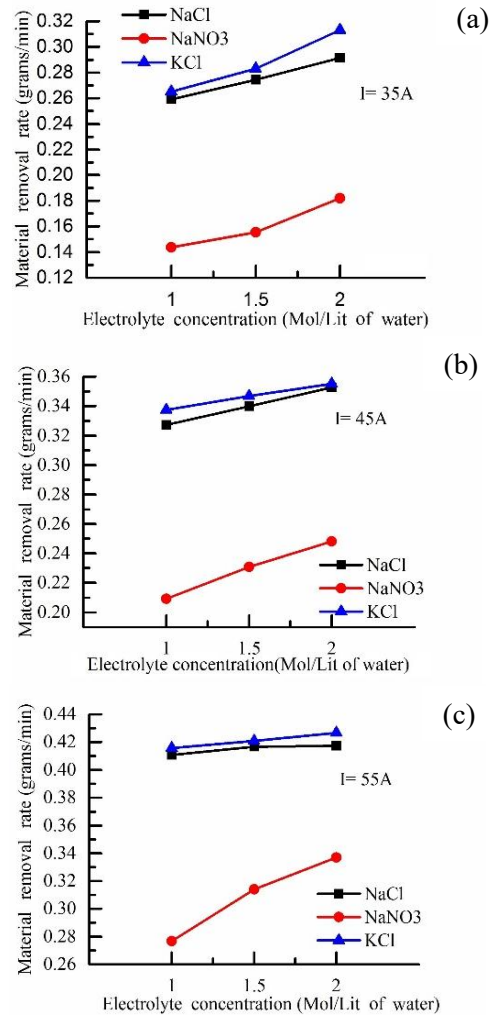 (a)
NaCl
NaNO3
KCl
I= 35A
Material removal rate (grams/min)
0.32
0.30
0.28
0.26
0.24
0.22
0.20
0.18
0.16
0.14
0.12
1 1.5 2
Electrolyte concentration (Mol/Lit of water)
(b)
I= 45A
Material removal rate (grams/min)
0.36
0.34
0.32
0.30
0.28
0.26
0.24
0.22
0.20
NaCl
NaNO3
KCl
1 1.5 2
Electrolyte concentration(Mol/Lit of water)
(c)
I= 55A
Material removal rate (grams/min)
0.44
0.42
0.40
0.38
0.36
0.34
0.32
0.30
0.28
0.26
NaCl
NaNO3
KCl
1 1.5 2
Electrolyte concentration (Mol/Lit of water)